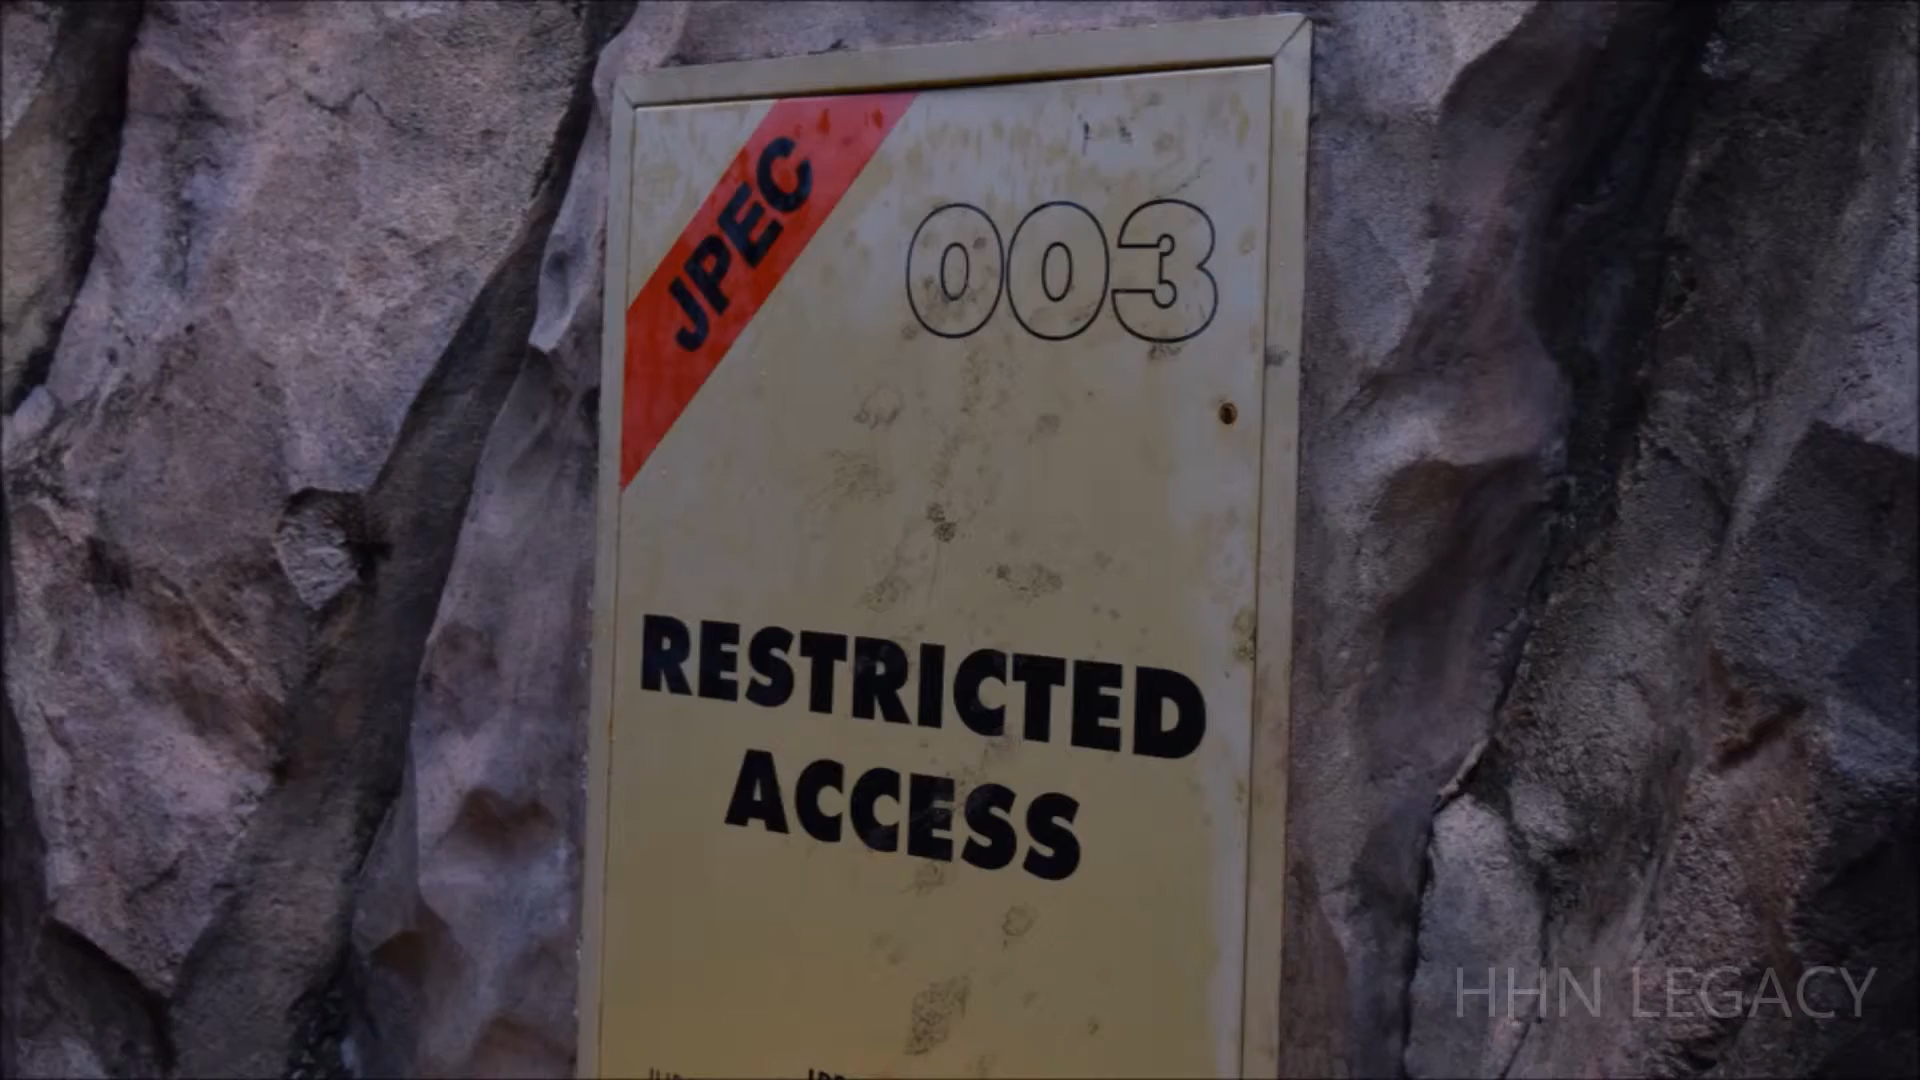 JPEC
003
RESTRICTED
ACCESS
HHN LEGACY